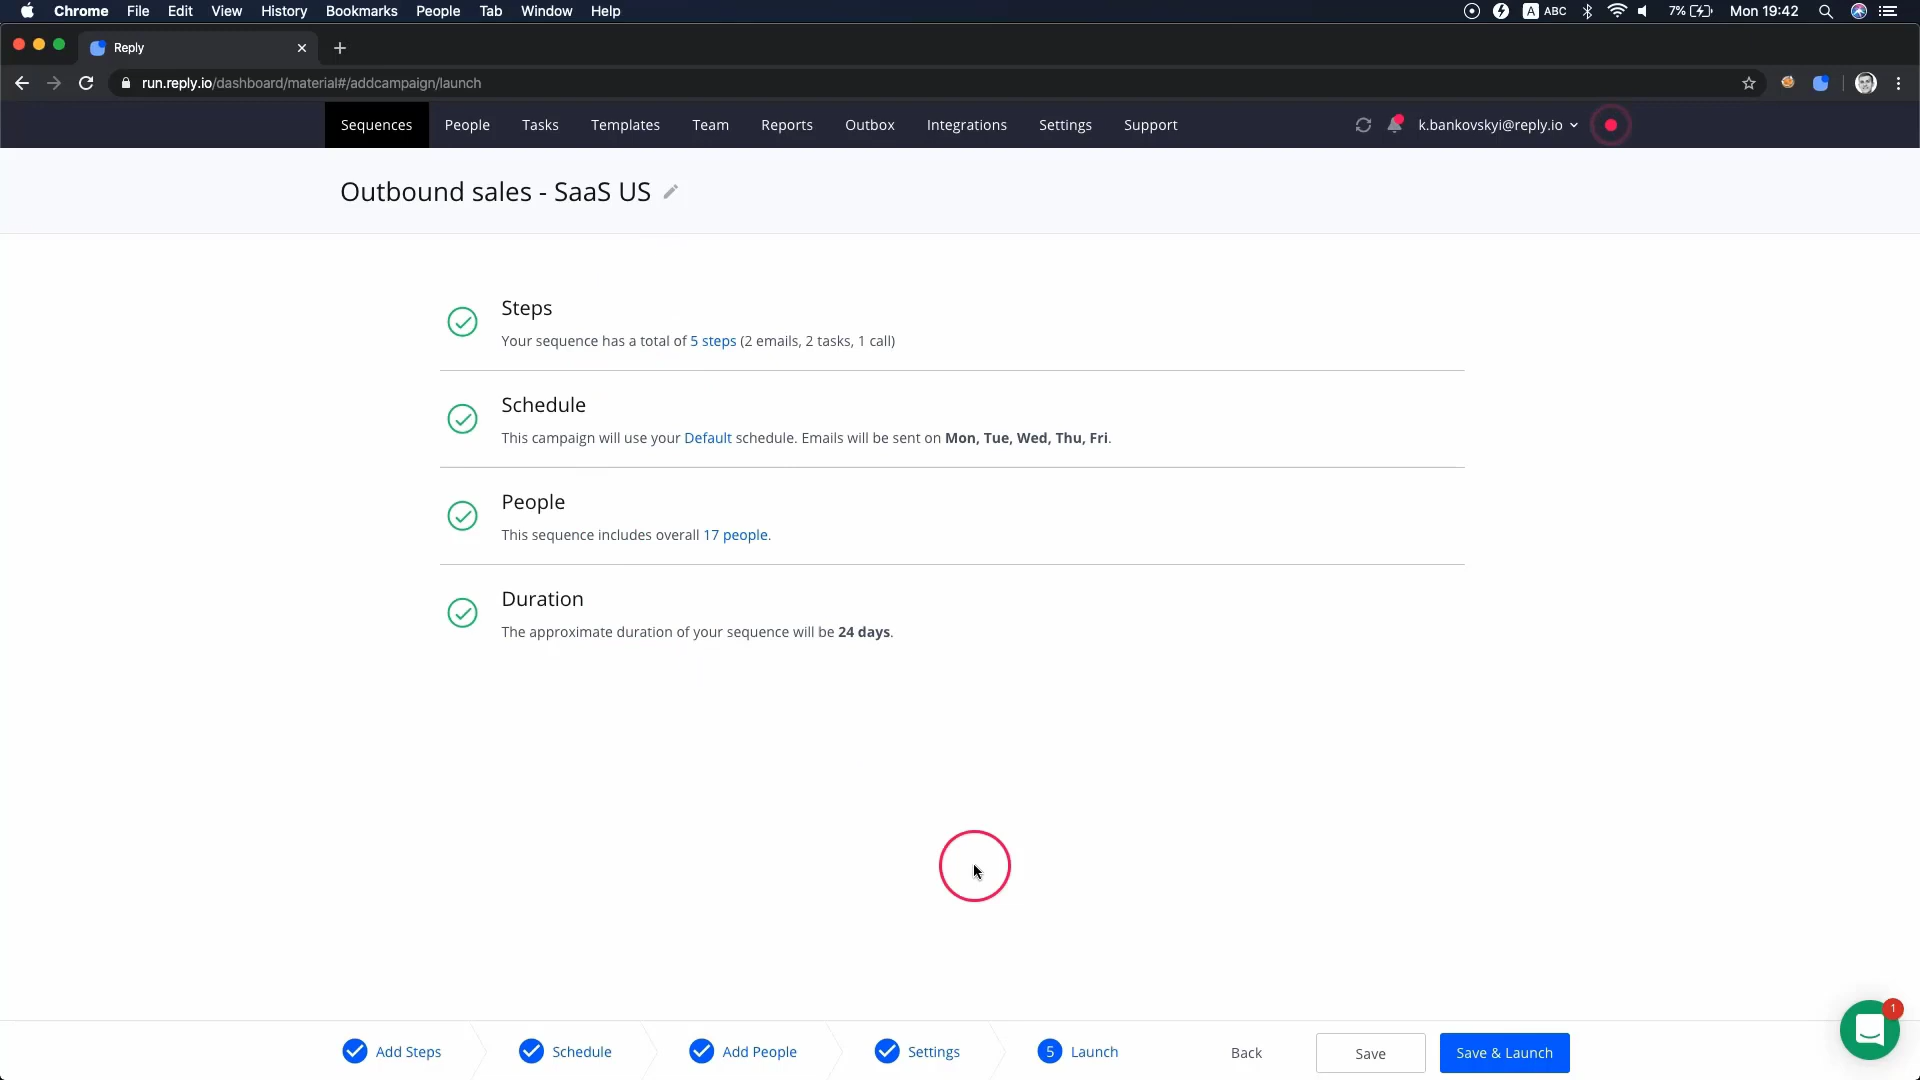 Chrome File Edit View History Bookmarks People Tab Window Help A ABC 7% Mon 19:42
Reply
run.reply.io/dashboard/material#/addcampaign/launch
Sequences People Tasks Templates Team Reports Outbox Integrations Settings Support k.bankovskyi@reply.io
Outbound sales - SaaS US
Steps
Your sequence has a total of 5 steps (2 emails, 2 tasks, 1 call)
Schedule
This campaign will use your Default schedule. Emails will be sent on Mon, Tue, Wed, Thu, Fri.
People
This sequence includes overall 17 people.
Duration
The approximate duration of your sequence will be 24 days.
1
Add Steps Schedule Add People Settings 5 Launch Back Save Save & Launch